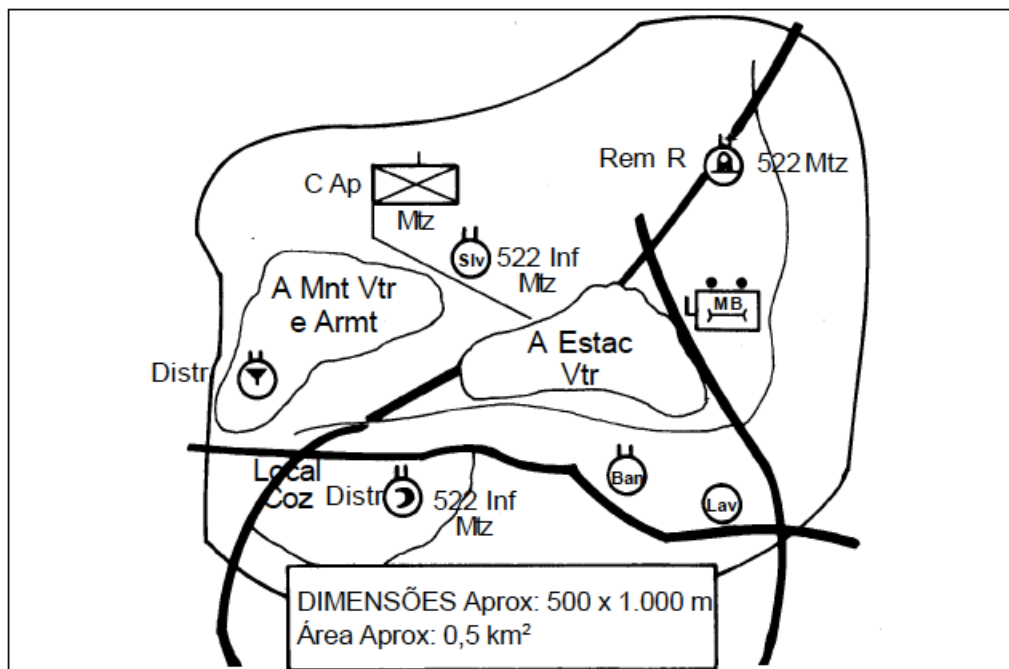 Rem R
522 Mtz
C Ap
Mtz
Slv
522 Inf
Mtz
A Mnt Vtr
e Armt
MB
A Estac
Vtr
Distr
Local
Coz
Distr
522 Inf
Mtz
Ban
Lav
DIMENSÕES Aprox: 500 x 1.000 m
Área Aprox: 0,5 km²